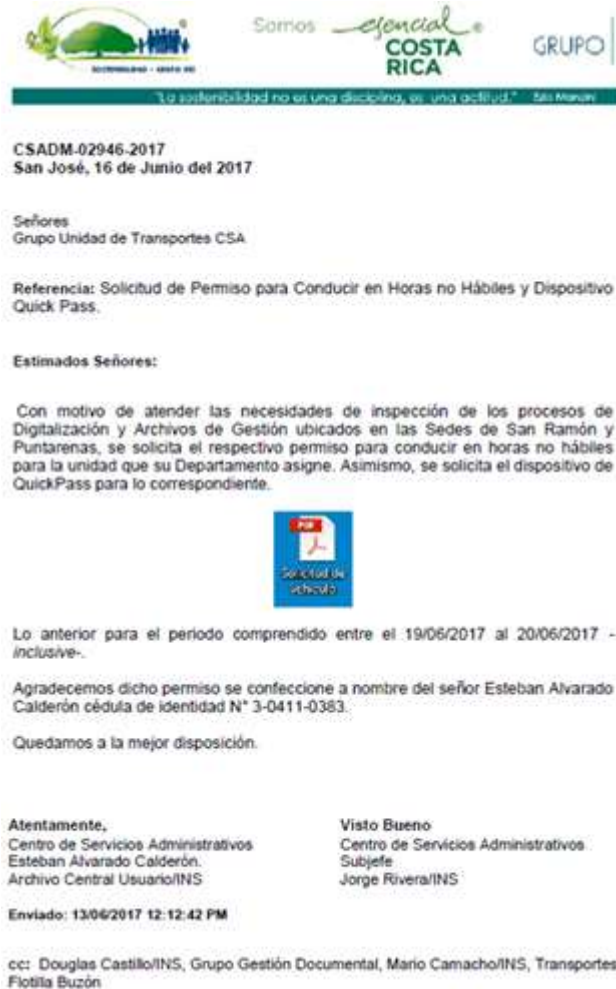 SOSTENIBILIDAD - GRUPO INS
Somos esencial
COSTA
RICA
GRUPO
"La sostenibilidad no es una disciplina, es una actitud."
CSADM-02946-2017
San José, 16 de Junio del 2017
Señores
Grupo Unidad de Transportes CSA
Referencia: Solicitud de Permiso para Conducir en Horas no Hábiles y Dispositivo
Quick Pass.
Estimados Señores:
Con motivo de atender las necesidades de inspección de los procesos de
Digitalización y Archivos de Gestión ubicados en las Sedes de San Ramón y
Puntarenas, se solicita el respectivo permiso para conducir en horas no hábiles
para la unidad que su Departamento asigne. Asimismo, se solicita el dispositivo de
QuickPass para lo correspondiente.
PDF
Solicitud de
vehiculo
Lo anterior para el periodo comprendido entre el 19/06/2017 al 20/06/2017 -
inclusive-.
Agradecemos dicho permiso se confeccione a nombre del señor Esteban Alvarado
Calderón cédula de identidad N° 3-0411-0383.
Quedamos a la mejor disposición.
Atentamente,
Centro de Servicios Administrativos
Esteban Alvarado Calderón.
Archivo Central Usuario/INS
Visto Bueno
Centro de Servicios Administrativos
Subjefe
Jorge Rivera/INS
Enviado: 13/06/2017 12:12:42 PM
cc: Douglas Castillo/INS, Grupo Gestión Documental, Mario Camacho/INS, Transportes
Flotilla Buzón